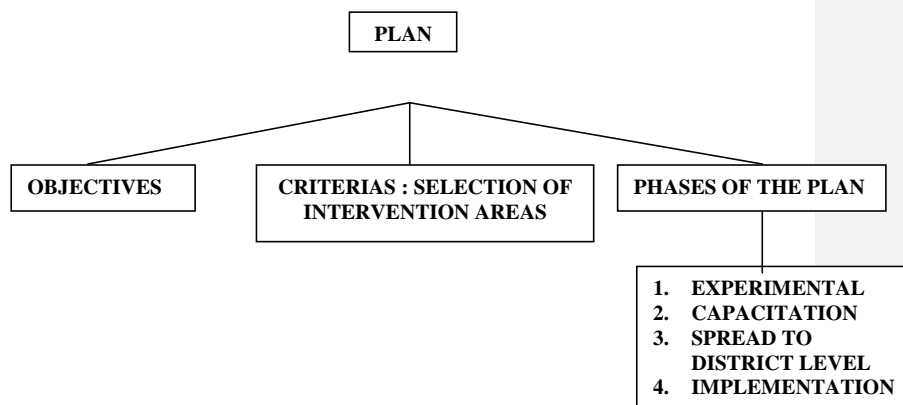 PLAN
OBJECTIVES
CRITERIAS : SELECTION OF
INTERVENTION AREAS
PHASES OF THE PLAN
1. EXPERIMENTAL
2. CAPACITATION
3. SPREAD TO
DISTRICT LEVEL
4. IMPLEMENTATION